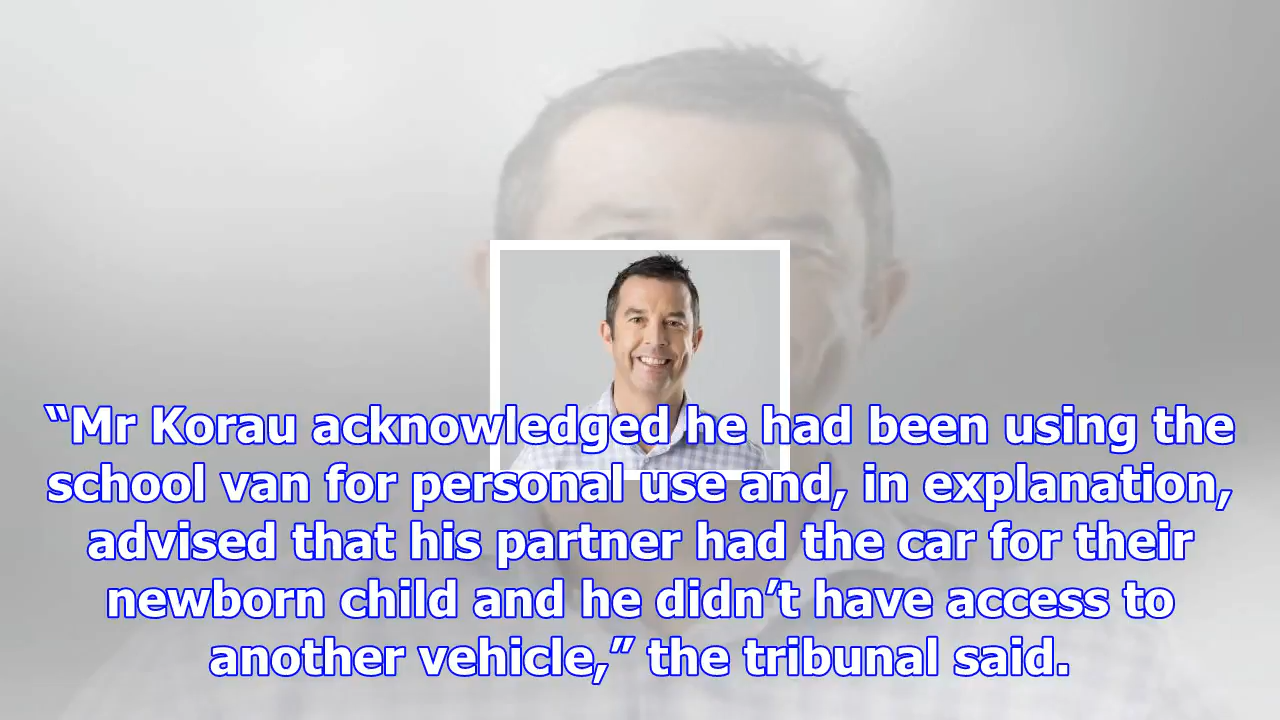 “Mr Korau acknowledged he had been using the
school van for personal use and, in explanation,
advised that his partner had the car for their
newborn child and he didn’t have access to
another vehicle,” the tribunal said.